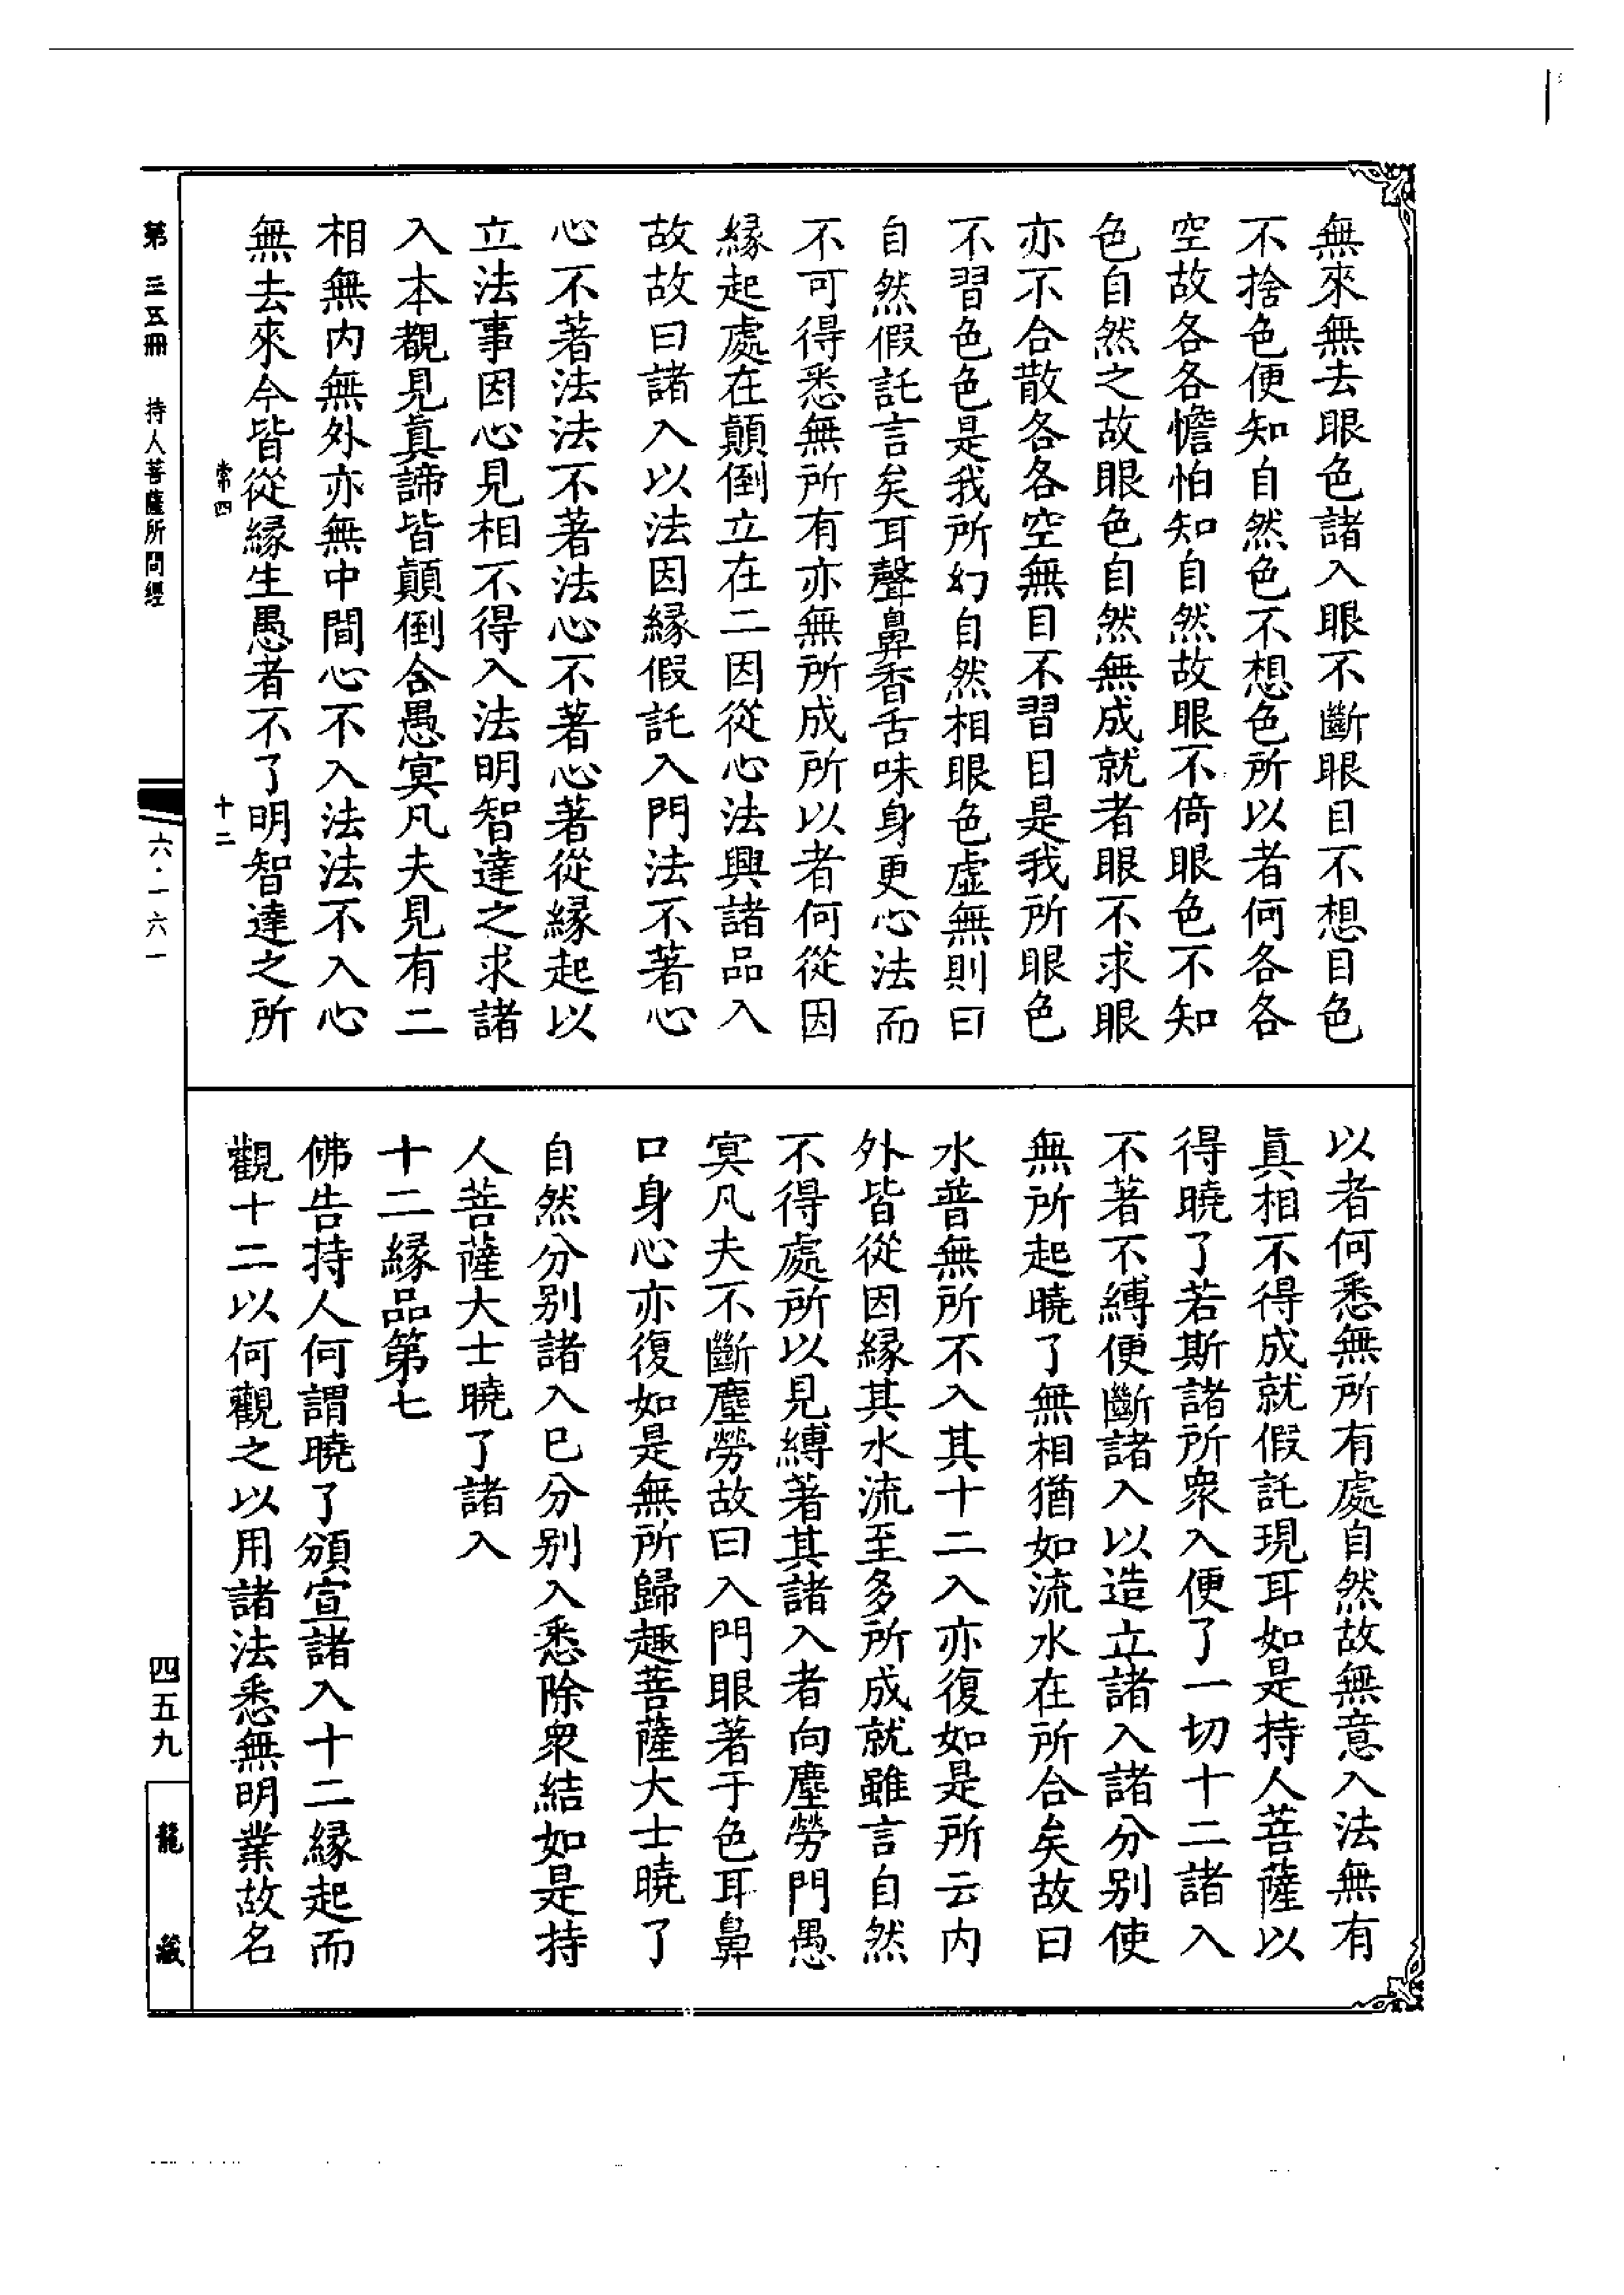 無來無去眼色諸入眼不斷眼目不想目色
不捨色便知自然色不想色所以者何各各
空故各各憺怕知自然故眼不倚眼色不知
色自然之故眼色自然無成就者眼不求眼
亦不合散各各空無目不習目是我所眼色
不習色色是我所幻自然相眼色虛無則曰
自然假託言矣耳聲鼻香舌味身更心法而
不可得悉無所有亦無所成所以者何從因
緣起處在顛倒立在二因從心法興諸品入
故故曰諸入以法因緣假託入門法不著心
心不著法法不著法心不著心著從緣起以
立法事因心見相不得入法明智達之求諸
入本覩見真諦皆顛倒合愚冥凡夫見有二
相無内無外亦無中間心不入法法不入心
無去來今皆從緣生愚者不了明智達之所
常四
十二
以者何悉無所有處自然故無意入法無有
真相不得成就假託現耳如是持人菩薩以
得曉了若斯諸所衆入便了一切十二諸入
不著不縛便斷諸入以造立諸入諸分別使
無所起曉了無相猶如流水在所合矣故曰
水普無所不入其十二入亦復如是所云内
外皆從因緣其水流至多所成就雖言自然
不得處所以見縛著其諸入者向塵勞門愚
冥凡夫不斷塵勞故曰入門眼著于色耳鼻
口身心亦復如是無所歸趣菩薩大士曉了
自然分別諸入已分別入悉除衆結如是持
人菩薩大士曉了諸入
十二緣品第七
佛告持人何謂曉了頒宣諸入十二緣起而
觀十二以何觀之以用諸法悉無明業故名
第三五冊
持人菩薩所問經
六·一六一
四五九
龍藏